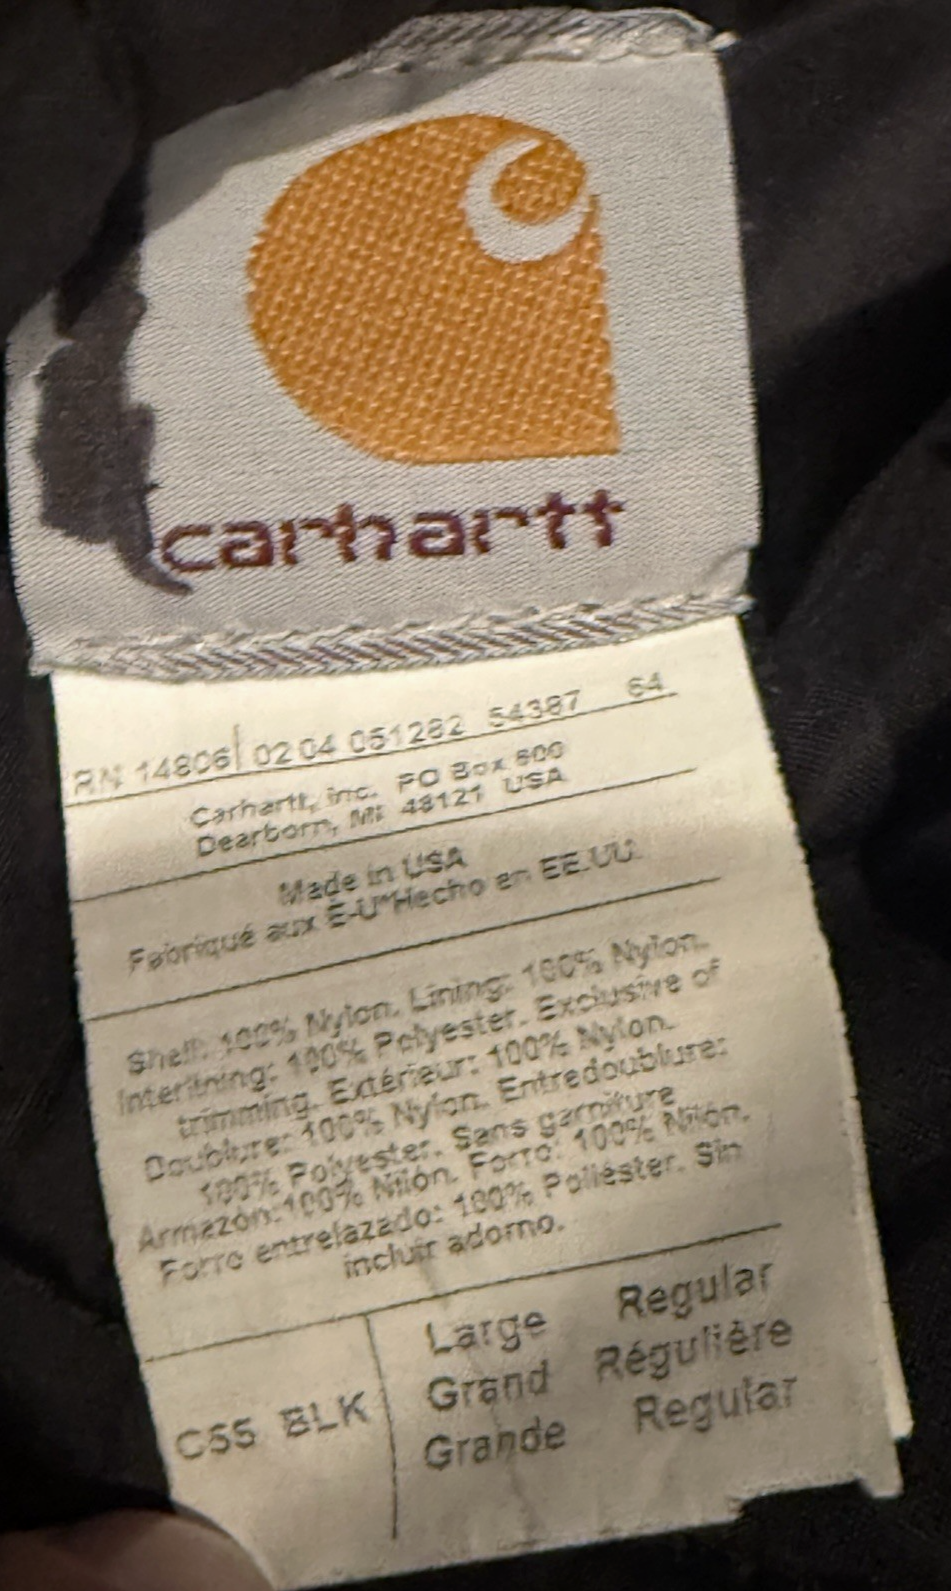 carhartt
RN 14806 0204 051282 54387 64
Carhartt, Inc. PO Box 600
Dearborn, MI 48121 USA
Made in USA
Fabriqué aux É-U*Hecho en EE.UU.
Shell: 100% Nylon. Lining: 100% Nylon.
Interlining: 100% Polyester. Exclusive of
trimming. Extérieur: 100% Nylon.
Doublure: 100% Nylon. Entredoublure:
100% Polyester. Sans garniture
Armazón:100% Nilón. Forro: 100% Nilón.
Forro entrelazado: 100% Poliéster. Sin
incluir adorno.
C55 BLK
Large Regular
Grand Régulière
Grande Regular